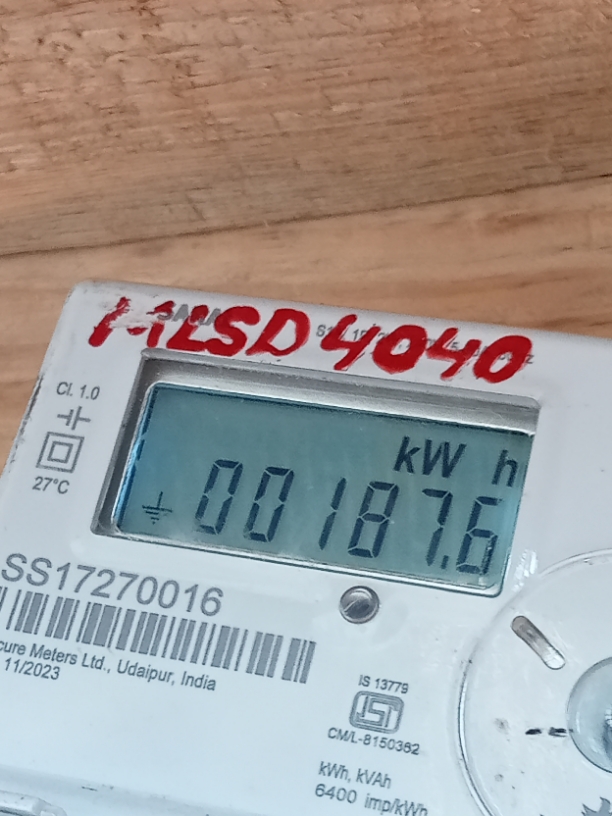 MLSD 4040
Cl. 1.0
27°C
kW h
00187.6
SS17270016
cure Meters Ltd., Udaipur, India
11/2023
IS 13779
ISI
CM/L-8150362
kWh, kVAh
6400 imp/kWh